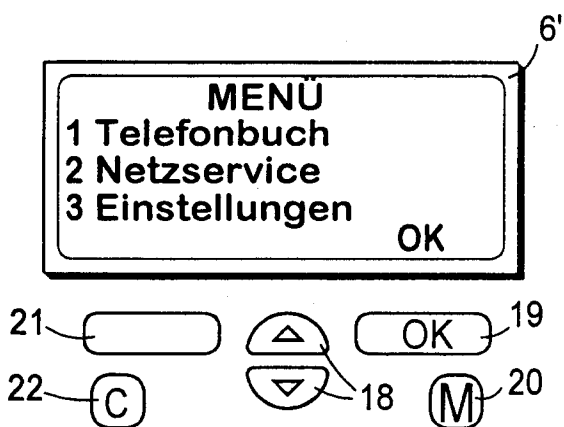 6'
MENÜ
1 Telefonbuch
2 Netzservice
3 Einstellungen
OK
21 OK 19
22 C 18 M 20